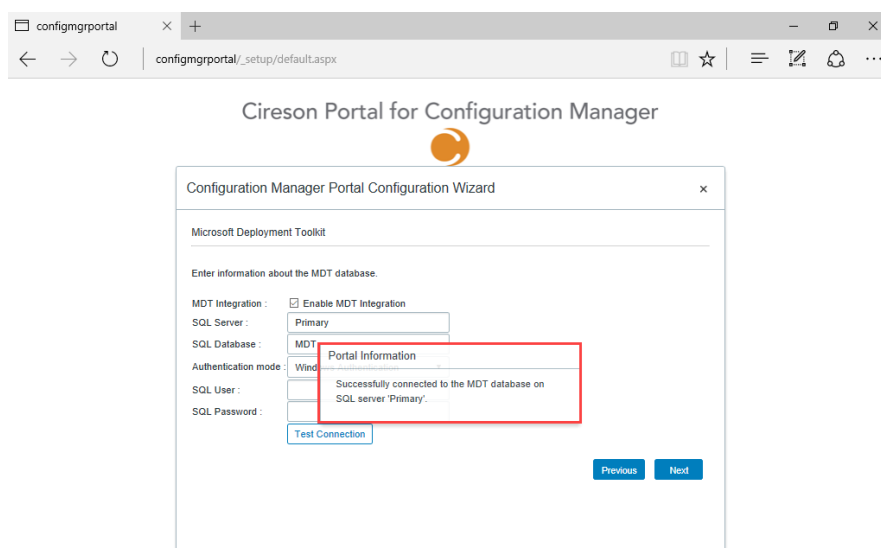 configmgrportal
configmgrportal/_setup/default.aspx
Cireson Portal for Configuration Manager
Configuration Manager Portal Configuration Wizard
Microsoft Deployment Toolkit
Enter information about the MDT database.
MDT Integration : Enable MDT Integration
SQL Server : Primary
SQL Database : MDT
Portal Information
Authentication mode : Windows Authentication
Successfully connected to the MDT database on
SQL User :
SQL server 'Primary'.
SQL Password :
Test Connection
Previous Next